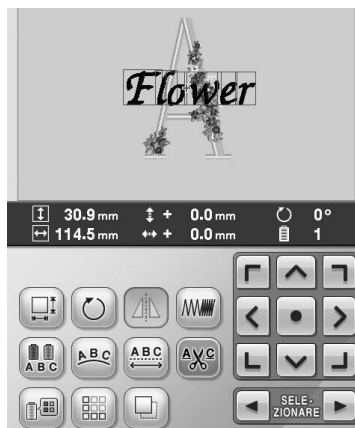 A
Flower
30.9 mm + 0.0 mm 0°
114.5 mm + 0.0 mm 1
ABC ABC ABC A C
SELE-
ZIONARE